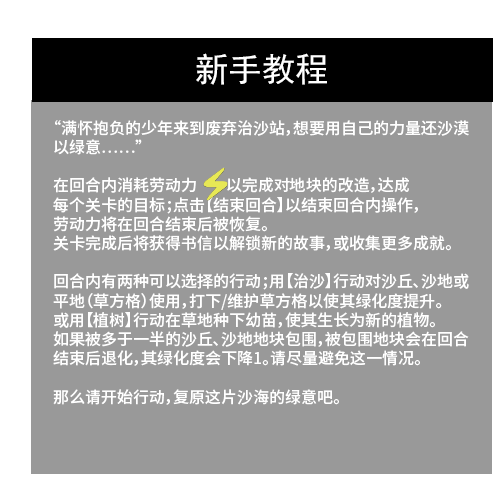 新手教程
“满怀抱负的少年来到废弃治沙站，想要用自己的力量还沙漠
以绿意……”
在回合内消耗劳动力 以完成对地块的改造，达成
每个关卡的目标；点击【结束回合】以结束回合内操作，
劳动力将在回合结束后被恢复。
关卡完成后将获得书信以解锁新的故事，或收集更多成就。
回合内有两种可以选择的行动；用【治沙】行动对沙丘、沙地或
平地（草方格）使用，打下/维护草方格以使其绿化度提升。
或用【植树】行动在草地种下幼苗，使其生长为新的植物。
如果被多于一半的沙丘、沙地地块包围，被包围地块会在回合
结束后退化，其绿化度会下降1。请尽量避免这一情况。
那么请开始行动，复原这片沙海的绿意吧。